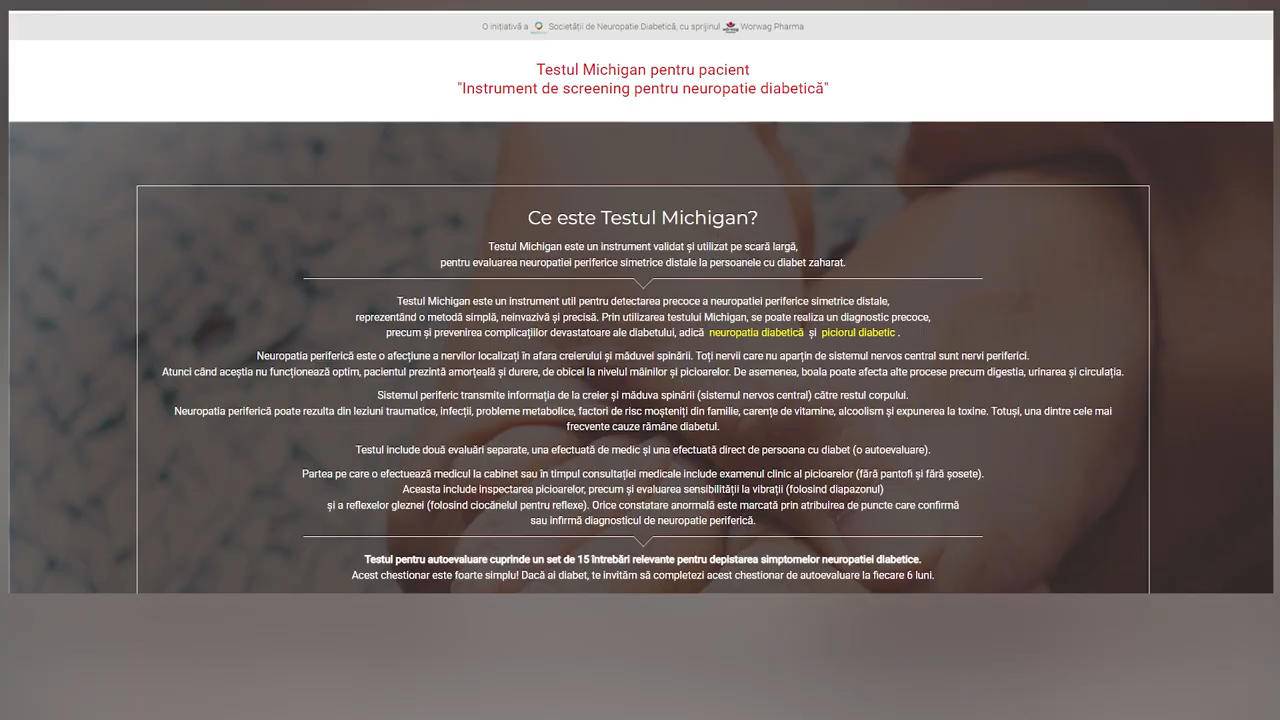 O inițiativă a Societății de Neuropatie Diabetică, cu sprijinul Worwag Pharma
Testul Michigan pentru pacient
"Instrument de screening pentru neuropatie diabetică"
Ce este Testul Michigan?
Testul Michigan este un instrument validat și utilizat pe scară largă,
pentru evaluarea neuropatiei periferice simetrice distale la persoanele cu diabet zaharat.
Testul Michigan este un instrument util pentru detectarea precoce a neuropatiei periferice simetrice distale,
reprezentând o metodă simplă, neinvazivă și precisă. Prin utilizarea testului Michigan, se poate realiza un diagnostic precoce,
precum și prevenirea complicațiilor devastatoare ale diabetului, adică neuropatia diabetică și piciorul diabetic .
Neuropatia periferică este o afecțiune a nervilor localizați în afara creierului și măduvei spinării. Toți nervii care nu aparțin de sistemul nervos central sunt nervi periferici.
Atunci când aceștia nu funcționează optim, pacientul prezintă amorțeală și durere, de obicei la nivelul mâinilor și picioarelor. De asemenea, boala poate afecta alte procese precum digestia, urinarea și circulația.
Sistemul periferic transmite informația de la creier și măduva spinării (sistemul nervos central) către restul corpului.
Neuropatia periferică poate rezulta din leziuni traumatice, infecții, probleme metabolice, factori de risc moșteniți din familie, carențe de vitamine, alcoolism și expunerea la toxine. Totuși, una dintre cele mai
frecvente cauze rămâne diabetul.
Testul include două evaluări separate, una efectuată de medic și una efectuată direct de persoana cu diabet (o autoevaluare).
Partea pe care o efectuează medicul la cabinet sau în timpul consultației medicale include examenul clinic al picioarelor (fără pantofi și fără șosete).
Aceasta include inspectarea picioarelor, precum și evaluarea sensibilității la vibrații (folosind diapazonul)
și a reflexelor gleznei (folosind ciocănelul pentru reflexe). Orice constatare anormală este marcată prin atribuirea de puncte care confirmă
sau infirmă diagnosticul de neuropatie periferică.
Testul pentru autoevaluare cuprinde un set de 15 întrebări relevante pentru depistarea simptomelor neuropatiei diabetice.
Acest chestionar este foarte simplu! Dacă ai diabet, te invităm să completezi acest chestionar de autoevaluare la fiecare 6 luni.